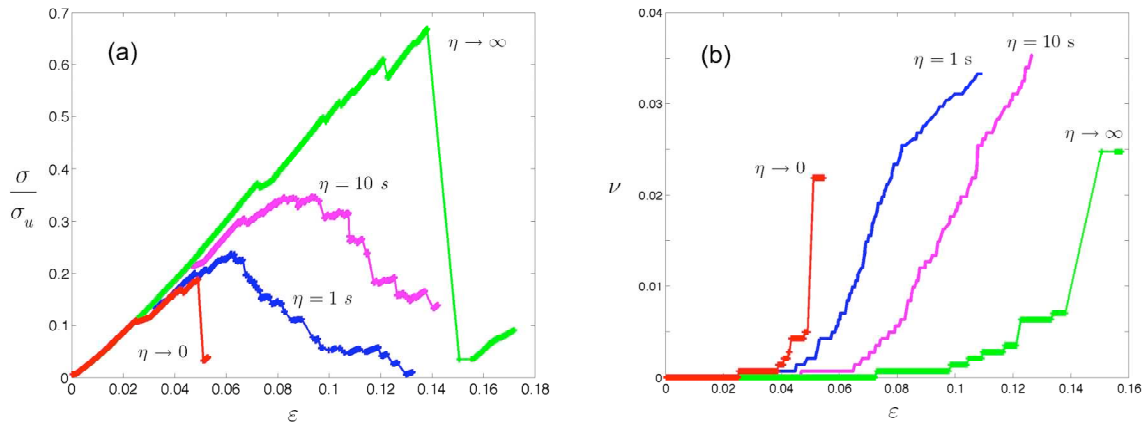 (a)
0.7
0.6
0.5
0.4
0.3
0.2
0.1
0
σ
σu
η → ∞
η = 10 s
η = 1 s
η → 0
0 0.02 0.04 0.06 0.08 0.10 0.12 0.14 0.16 0.18
ε
(b)
0.04
0.03
0.02
0.01
0
ν
η = 10 s
η = 1 s
η → ∞
η → 0
0 0.02 0.04 0.06 0.08 0.1 0.12 0.14 0.16
ε